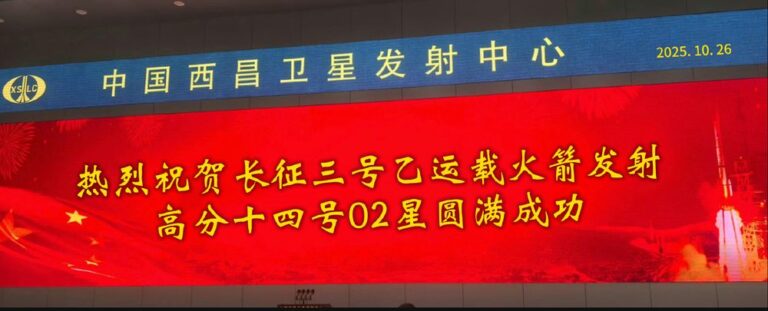 XSLC
中国西昌卫星发射中心
2025.10.26
热烈祝贺长征三号乙运载火箭发射
高分十四号02星圆满成功